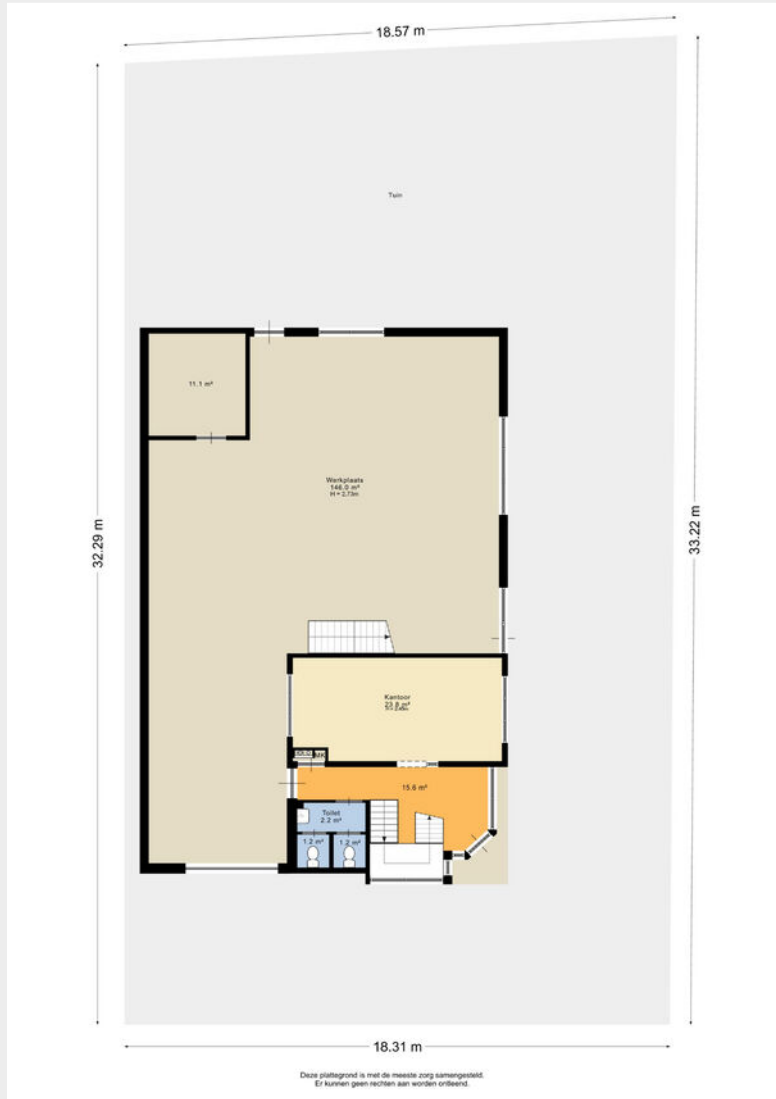 18.57 m
Tuin
11.1 m²
Werkplaats
146.0 m²
H = 2.73m
32.29 m
33.22 m
Kantoor
23.8 m²
15.6 m²
Toilet
2.2 m²
1.2 m²
1.2 m²
18.31 m
Deze plattegrond is met de meeste zorg samengesteld.
Er kunnen geen rechten aan worden ontleend.